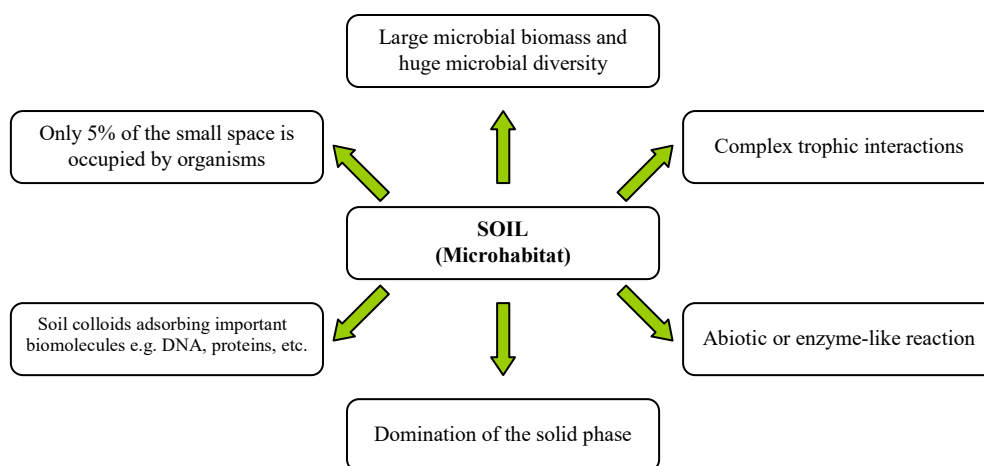 Large microbial biomass and
huge microbial diversity
Only 5% of the small space is
occupied by organisms
Complex trophic interactions
SOIL
(Microhabitat)
Soil colloids adsorbing important
biomolecules e.g. DNA, proteins, etc.
Abiotic or enzyme-like reaction
Domination of the solid phase